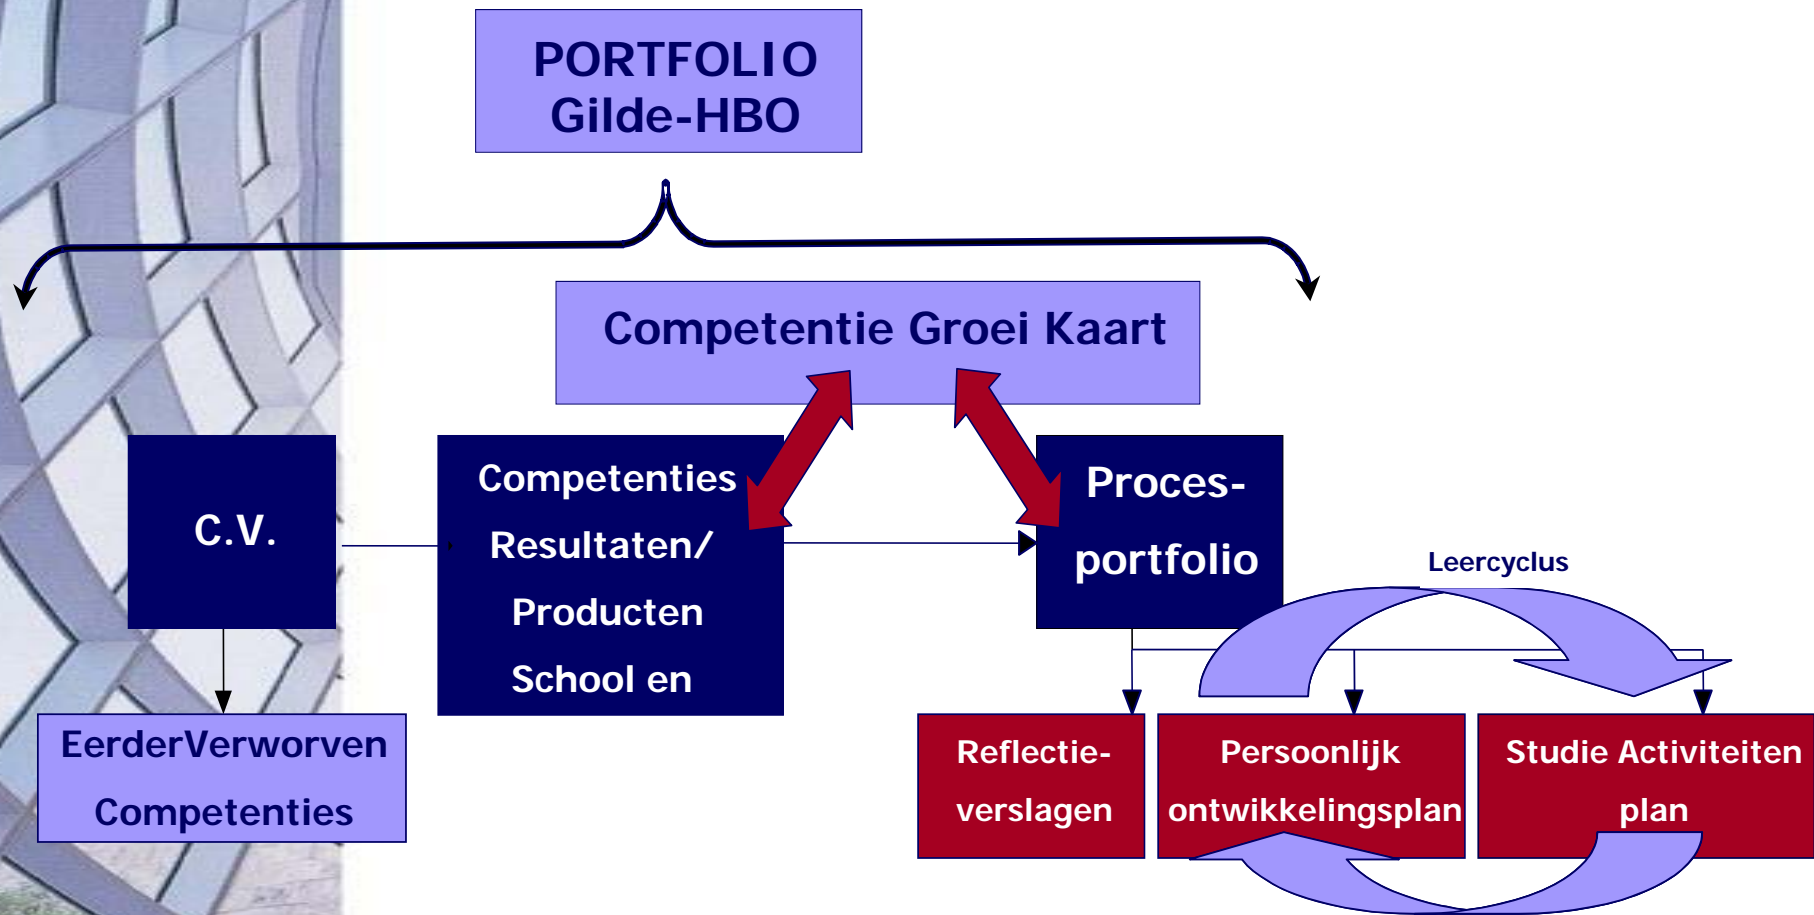 PORTFOLIO
Gilde-HBO
Competentie Groei Kaart
C.V.
Competenties
Resultaten/
Producten
School en
Proces-
portfolio
Leercyclus
EerderVerworven
Competenties
Reflectie-
verslagen
Persoonlijk
ontwikkelingsplan
Studie Activiteiten
plan